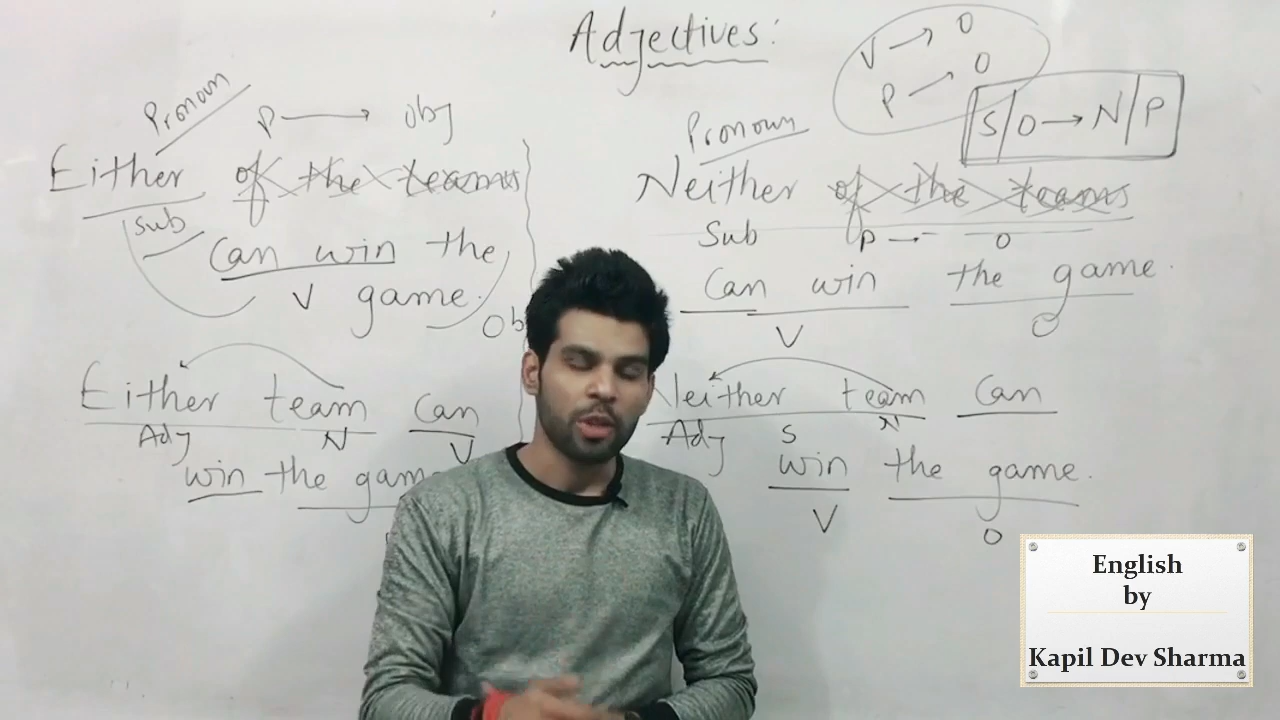 Adjectives:
V → O
P → O
S/O → N/P
Pronoun
P → obj
Either of the teams
sub
Can win the
V
game.
Ob
Either team can
Adj N V
win the game
Pronoun
Neither of the teams
Sub P → O
Can win the game.
V O
Neither team can
Adj S N
win the game.
V O
English
by
Kapil Dev Sharma